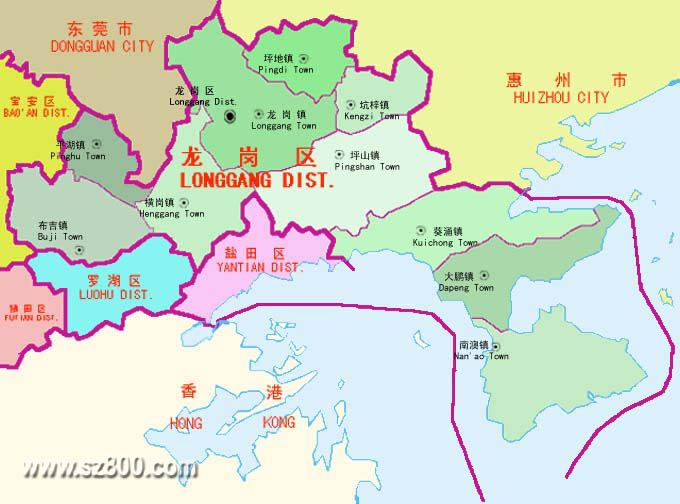 东莞市
DONGGUAN CITY
坪地镇
Pingdi Town
惠州市
HUIZHOU CITY
宝安区
BAO'AN DIST.
龙岗区
Longgang Dist.
龙岗镇
Longgang Town
坑梓镇
Kengzi Town
平湖镇
Pinghu Town
龙岗区
LONGGANG DIST.
坪山镇
Pingshan Town
横岗镇
Henggang Town
布吉镇
Buji Town
葵涌镇
Kuichong Town
盐田区
YANTIAN DIST.
罗湖区
LUOHU DIST.
大鹏镇
Dapeng Town
福田区
FUTIAN DIST.
南澳镇
Nan'ao Town
香港
HONG KONG
www.sz800.com